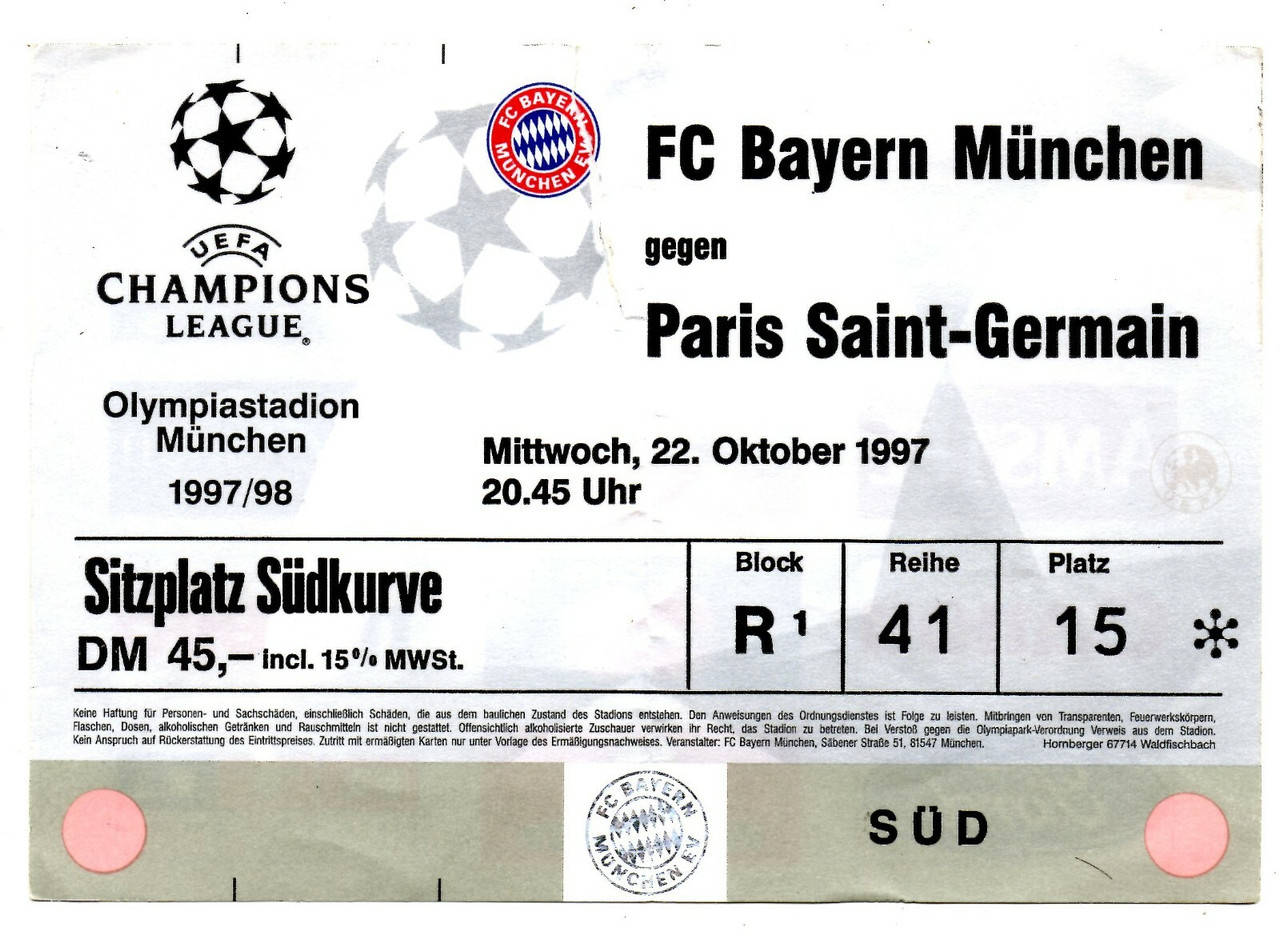 FC BAYERN MÜNCHEN EV
FC Bayern München
gegen
Paris Saint-Germain
UEFA
CHAMPIONS
LEAGUE®
Olympiastadion
München
1997/98
Mittwoch, 22. Oktober 1997
20.45 Uhr
Sitzplatz Südkurve
DM 45,– incl. 15% MWSt.
Block
R 1
Reihe
41
Platz
15
Keine Haftung für Personen- und Sachschäden, einschließlich Schäden, die aus dem baulichen Zustand des Stadions entstehen. Den Anweisungen des Ordnungsdienstes ist Folge zu leisten. Mitbringen von Transparenten, Feuerwerkskörpern,
Flaschen, Dosen, alkoholischen Getränken und Rauschmitteln ist nicht gestattet. Offensichtlich alkoholisierte Zuschauer verwirken ihr Recht, das Stadion zu betreten. Bei Verstoß gegen die Olympiapark-Verordnung Verweis aus dem Stadion.
Kein Anspruch auf Rückerstattung des Eintrittspreises. Zutritt mit ermäßigten Karten nur unter Vorlage des Ermäßigungsnachweises. Veranstalter: FC Bayern München, Säbener Straße 51, 81547 München. Hornberger 67714 Waldfischbach
FC BAYERN MÜNCHEN EV
SÜD